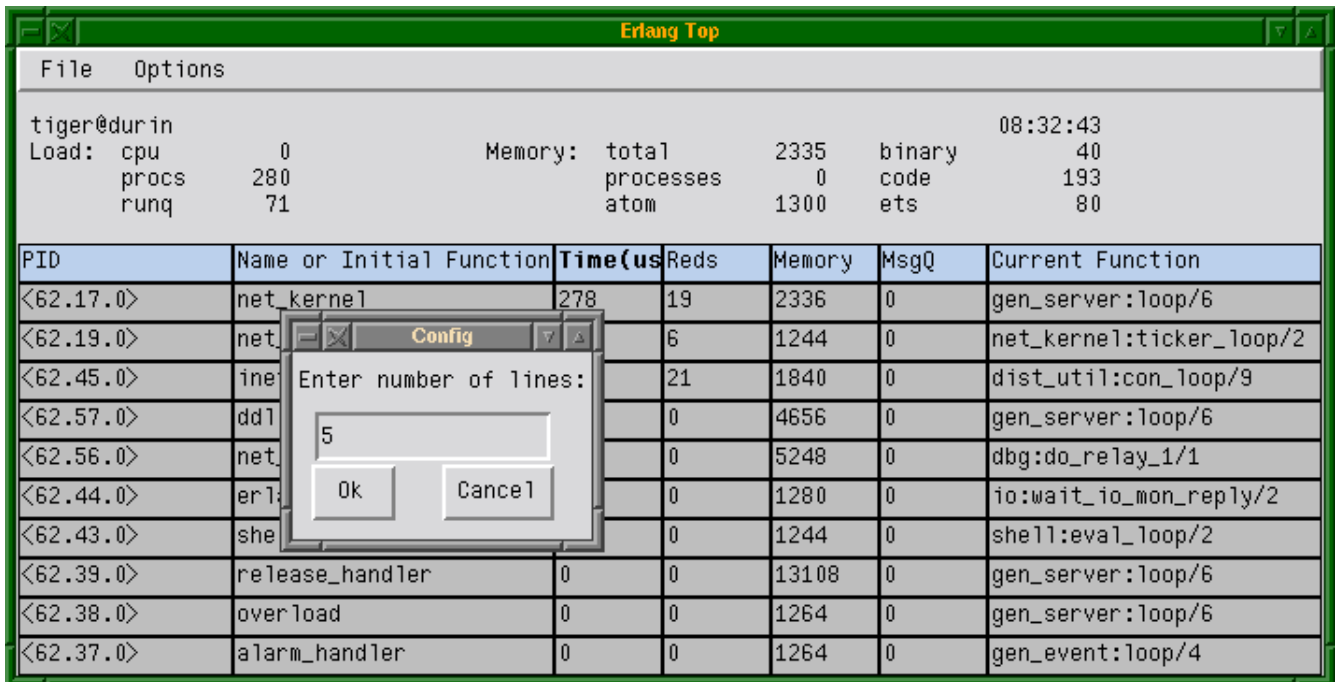 Erlang Top
File Options
tiger@durin 08:32:43
Load: cpu 0 Memory: total 2335 binary 40
procs 280 processes 0 code 193
runq 71 atom 1300 ets 80
PID Name or Initial Function Time(us Reds Memory MsgQ Current Function
<62.17.0> net_kernel 278 19 2336 0 gen_server:loop/6
<62.19.0> net_ 6 1244 0 net_kernel:ticker_loop/2
<62.45.0> 21 1840 0 dist_util:con_loop/9
<62.57.0> ddl 0 4656 0 gen_server:loop/6
<62.56.0> net_ 0 5248 0 dbg:do_relay_1/1
<62.44.0> 0 1280 0 io:wait_io_mon_reply/2
<62.43.0> she 0 1244 0 shell:eval_loop/2
<62.39.0> release_handler 0 0 13108 0 gen_server:loop/6
<62.38.0> overload 0 0 1264 0 gen_server:loop/6
<62.37.0> alarm_handler 0 0 1264 0 gen_event:loop/4
Config
Enter number of lines:
5
Ok Cancel